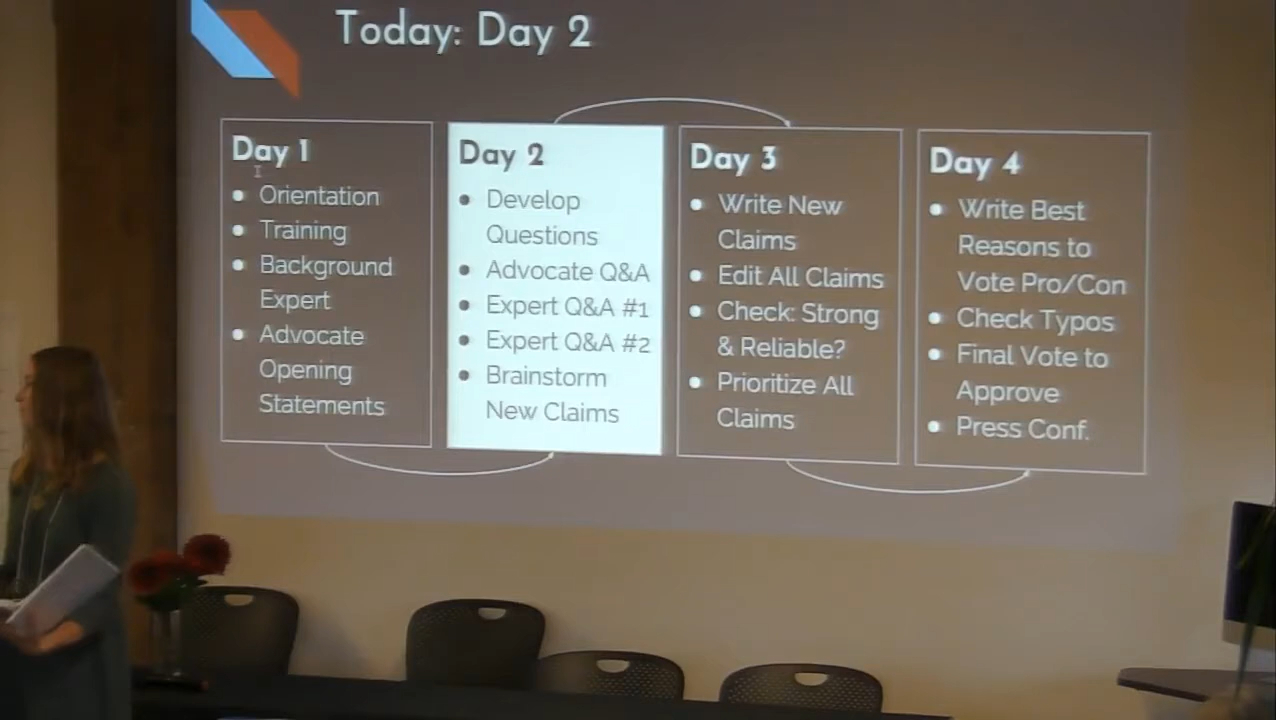 Today: Day 2
Day 1
• Orientation
• Training
• Background
Expert
• Advocate
Opening
Statements
Day 2
• Develop
Questions
• Advocate Q&A
• Expert Q&A #1
• Expert Q&A #2
• Brainstorm
New Claims
Day 3
• Write New
Claims
• Edit All Claims
• Check: Strong
& Reliable?
• Prioritize All
Claims
Day 4
• Write Best
Reasons to
Vote Pro/Con
• Check Typos
• Final Vote to
Approve
• Press Conf.